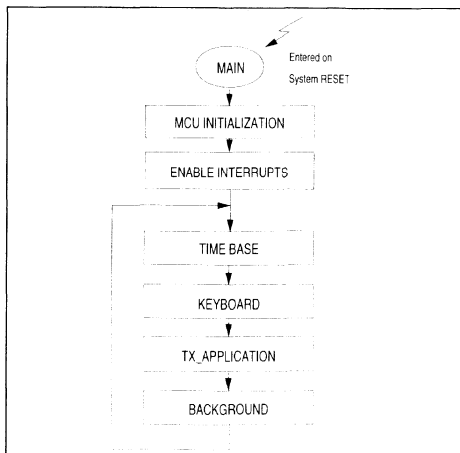 MAIN
Entered on
System RESET
MCU INITIALIZATION
ENABLE INTERRUPTS
TIME BASE
KEYBOARD
TX_APPLICATION
BACKGROUND